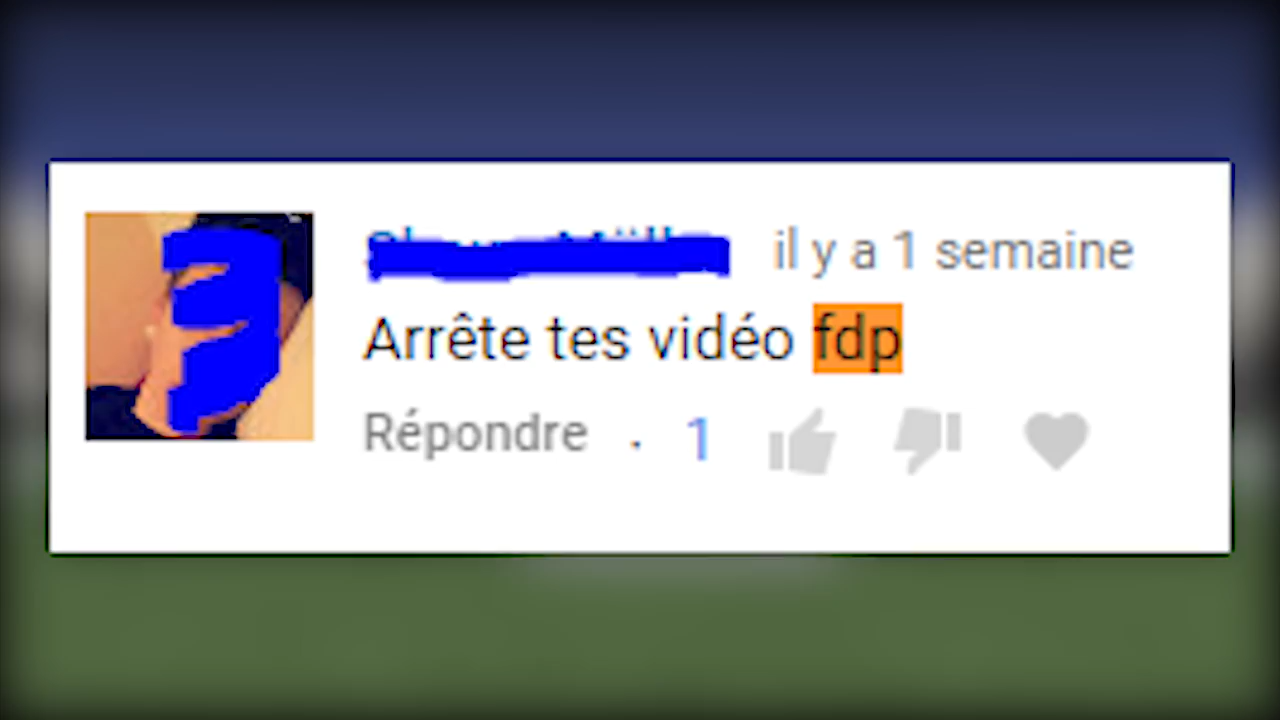 il y a 1 semaine
Arrête tes vidéo fdp
Répondre . 1